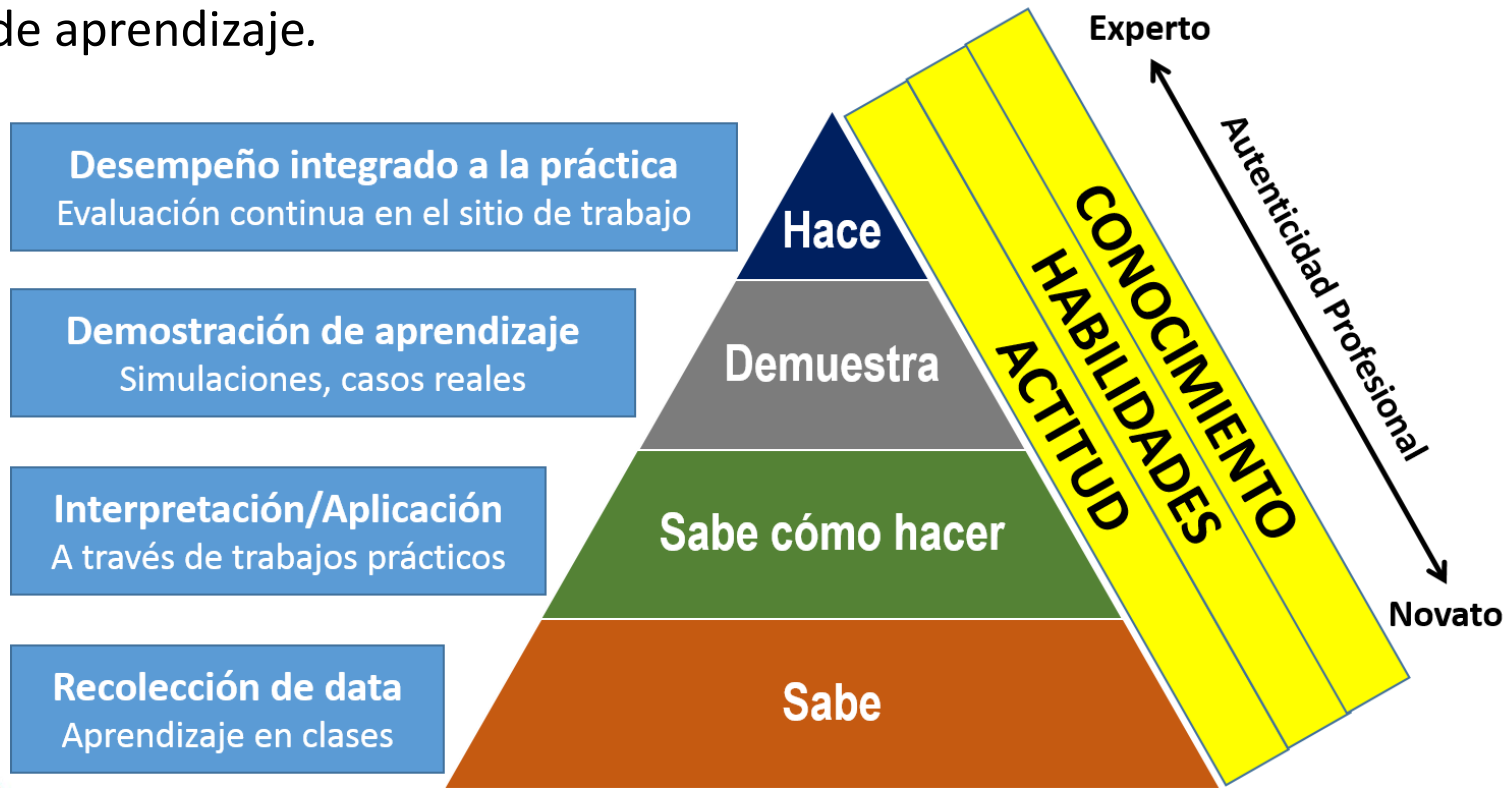 de aprendizaje.
Experto
Autenticidad Profesional
Novato
CONOCIMIENTO
HABILIDADES
ACTITUD
Desempeño integrado a la práctica
Evaluación continua en el sitio de trabajo
Hace
Demostración de aprendizaje
Simulaciones, casos reales
Demuestra
Interpretación/Aplicación
A través de trabajos prácticos
Sabe cómo hacer
Recolección de data
Aprendizaje en clases
Sabe